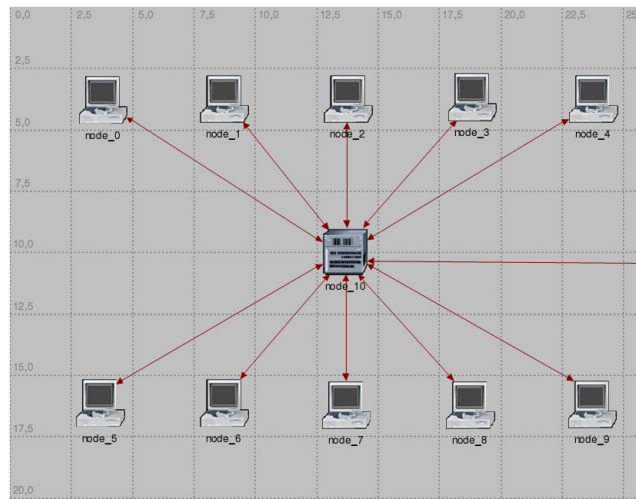 0,0 2,5 5,0 7,5 10,0 12,5 15,0 17,5 20,0 22,5 25,0
2,5
node_0 node_1 node_2 node_3 node_4
5,0
7,5
10,0
node_10
12,5
15,0
node_5 node_6 node_7 node_8 node_9
17,5
20,0